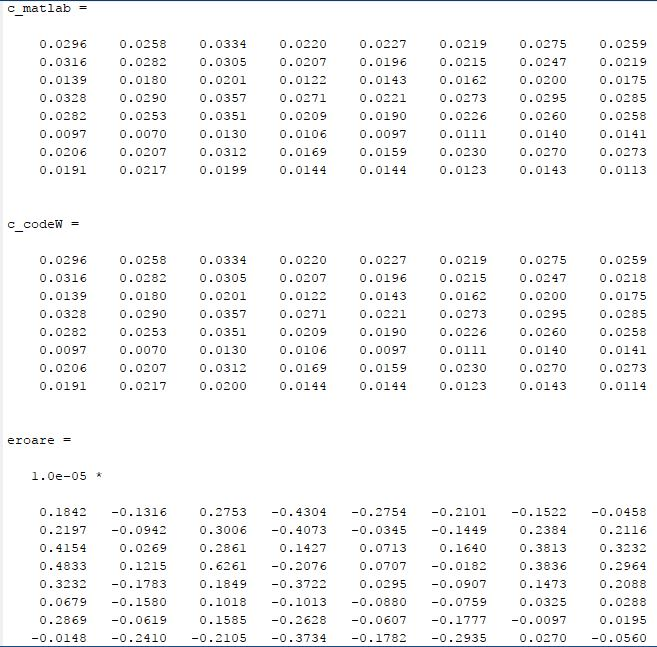 c_matlab =
0.0296 0.0258 0.0334 0.0220 0.0227 0.0219 0.0275 0.0259
0.0316 0.0282 0.0305 0.0207 0.0196 0.0215 0.0247 0.0219
0.0139 0.0180 0.0201 0.0122 0.0143 0.0162 0.0200 0.0175
0.0328 0.0290 0.0357 0.0271 0.0221 0.0273 0.0295 0.0285
0.0282 0.0253 0.0351 0.0209 0.0190 0.0226 0.0260 0.0258
0.0097 0.0070 0.0130 0.0106 0.0097 0.0111 0.0140 0.0141
0.0206 0.0207 0.0312 0.0169 0.0159 0.0230 0.0270 0.0273
0.0191 0.0217 0.0199 0.0144 0.0144 0.0123 0.0143 0.0113
c_codeW =
0.0296 0.0258 0.0334 0.0220 0.0227 0.0219 0.0275 0.0259
0.0316 0.0282 0.0305 0.0207 0.0196 0.0215 0.0247 0.0218
0.0139 0.0180 0.0201 0.0122 0.0143 0.0162 0.0200 0.0175
0.0328 0.0290 0.0357 0.0271 0.0221 0.0273 0.0295 0.0285
0.0282 0.0253 0.0351 0.0209 0.0190 0.0226 0.0260 0.0258
0.0097 0.0070 0.0130 0.0106 0.0097 0.0111 0.0140 0.0141
0.0206 0.0207 0.0312 0.0169 0.0159 0.0230 0.0270 0.0273
0.0191 0.0217 0.0200 0.0144 0.0144 0.0123 0.0143 0.0114
eroare =
1.0e-05 *
0.1842 -0.1316 0.2753 -0.4304 -0.2754 -0.2101 -0.1522 -0.0458
0.2197 -0.0942 0.3006 -0.4073 -0.0345 -0.1449 0.2384 0.2116
0.4154 0.0269 0.2861 0.1427 0.0713 0.1640 0.3813 0.3232
0.4833 0.1215 0.6261 -0.2076 0.0707 -0.0182 0.3836 0.2964
0.3232 -0.1783 0.1849 -0.3722 0.0295 -0.0907 0.1473 0.2088
0.0679 -0.1580 0.1018 -0.1013 -0.0880 -0.0759 0.0325 0.0288
0.2869 -0.0619 0.1585 -0.2628 -0.0607 -0.1777 -0.0097 0.0195
-0.0148 -0.2410 -0.2105 -0.3734 -0.1782 -0.2935 0.0270 -0.0560